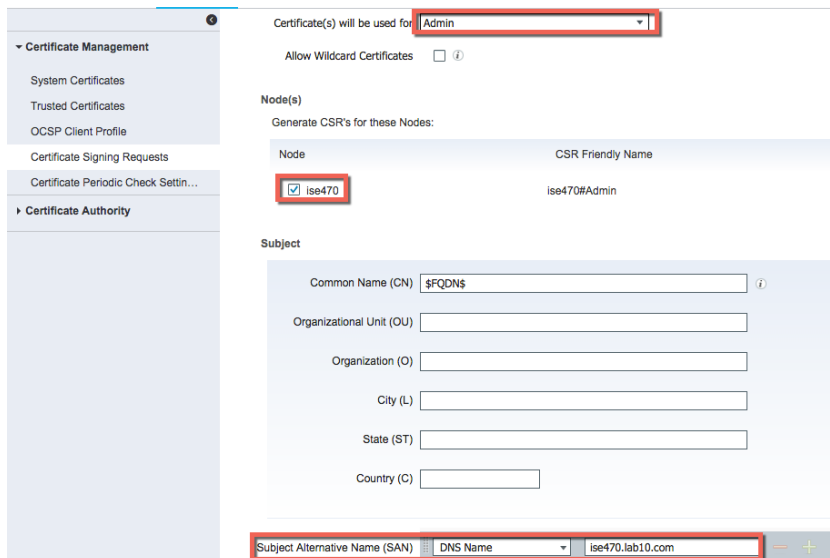 Certificate(s) will be used for Admin
Certificate Management
Allow Wildcard Certificates
System Certificates
Trusted Certificates
OCSP Client Profile
Certificate Signing Requests
Certificate Periodic Check Settin...
Certificate Authority
Node(s)
Generate CSR's for these Nodes:
Node CSR Friendly Name
ise470 ise470#Admin
Subject
Common Name (CN) $FQDN$
Organizational Unit (OU)
Organization (O)
City (L)
State (ST)
Country (C)
Subject Alternative Name (SAN) DNS Name ise470.lab10.com